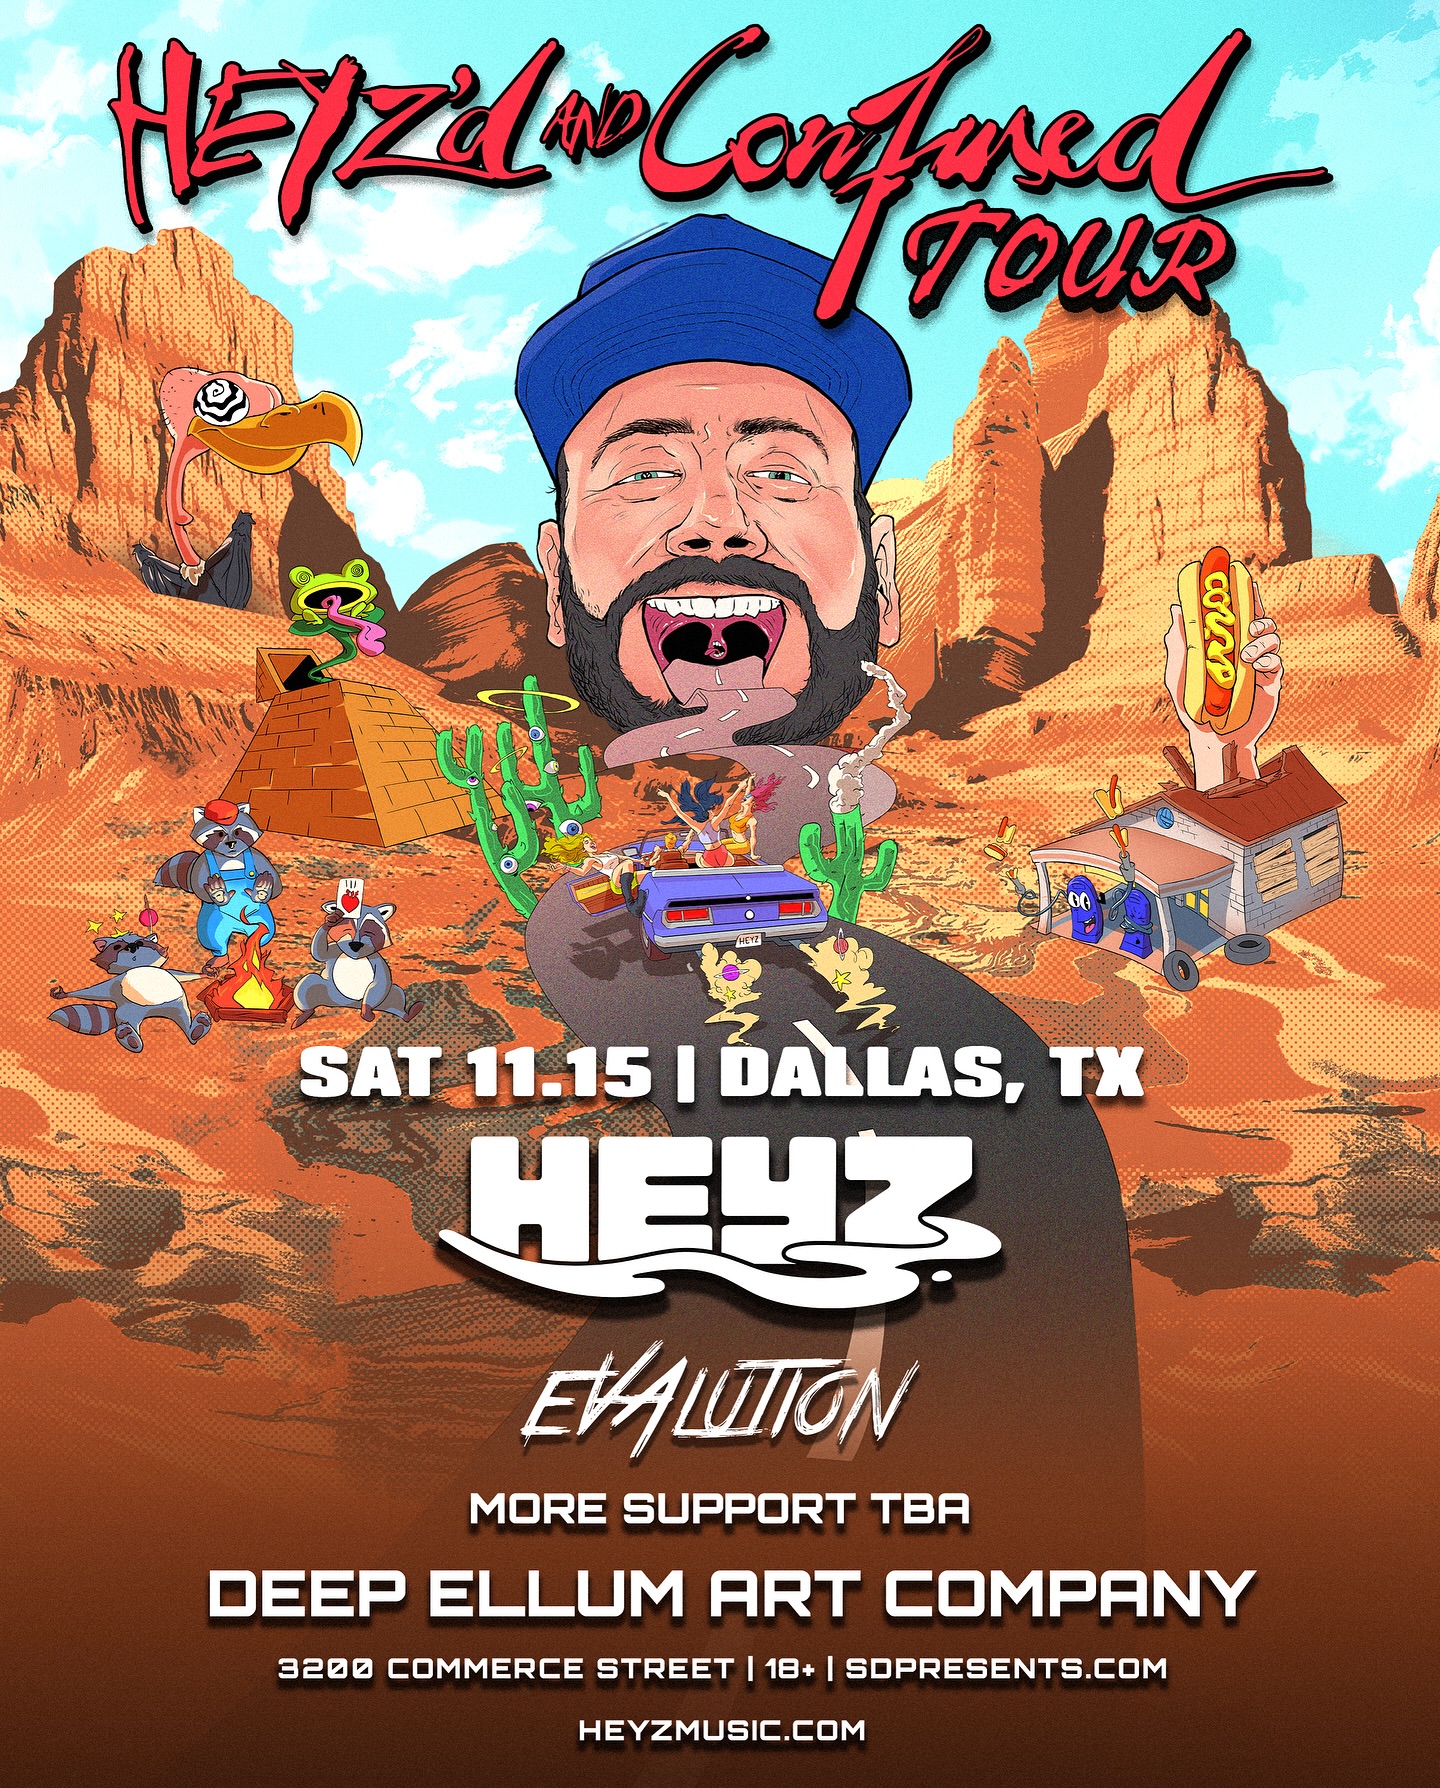 HEYZ'd AND Confused
TOUR
HEYZ
SAT 11.15 | DALLAS, TX
HEYZ
EVALUTION
MORE SUPPORT TBA
DEEP ELLUM ART COMPANY
3200 COMMERCE STREET | 18+ | SDPRESENTS.COM
HEYZMUSIC.COM